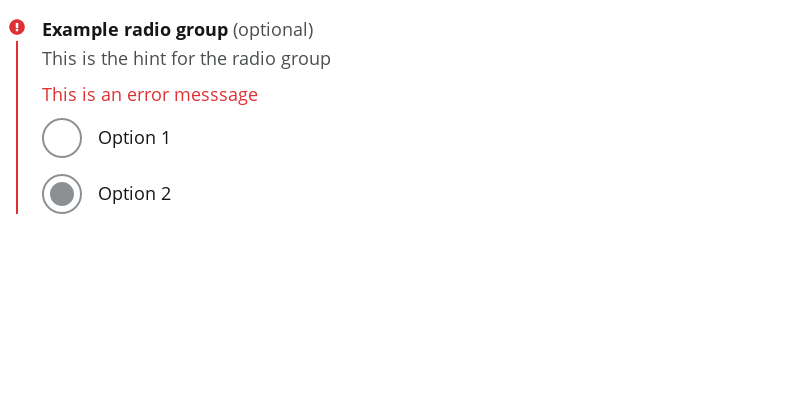 Example radio group (optional)
This is the hint for the radio group
This is an error messsage
Option 1
Option 2